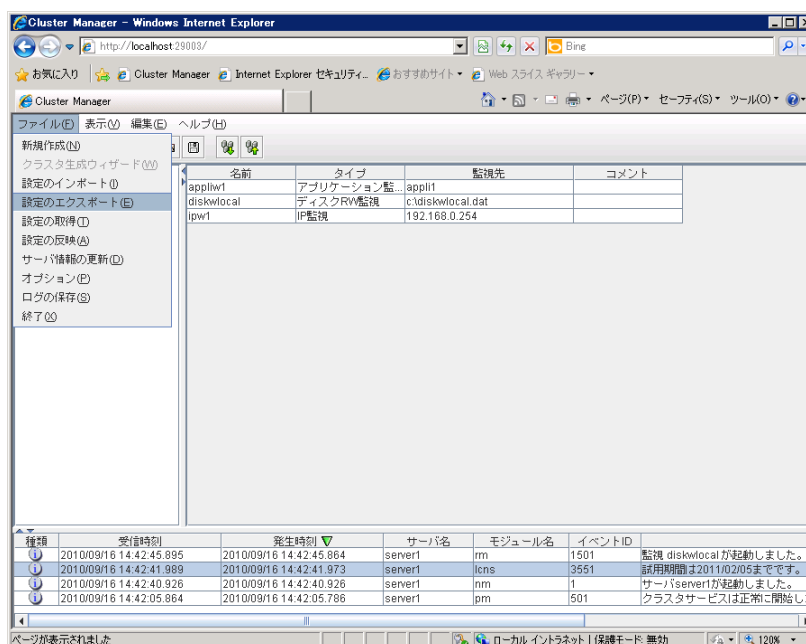 Cluster Manager - Windows Internet Explorer
http://localhost:29003/
Bing
お気に入り Cluster Manager Internet Explorer セキュリティ... おすすめサイト Web スライス ギャラリー
Cluster Manager ページ(P) セーフティ(S) ツール(O)
ファイル(F) 表示(V) 編集(E) ヘルプ(H)
新規作成(N)
クラスタ生成ウィザード(W)
設定のインポート(I)
設定のエクスポート(E)
設定の取得(T)
設定の反映(A)
サーバ情報の更新(D)
オプション(P)
ログの保存(S)
終了(X)
名前 タイプ 監視先 コメント
appliw1 アプリケーション監... appli1
diskwlocal ディスクRW監視 c:\diskwlocal.dat
ipw1 IP監視 192.168.0.254
種類 受信時刻 発生時刻 サーバ名 モジュール名 イベントID
2010/09/16 14:42:45.895 2010/09/16 14:42:45.864 server1 rm 1501 監視 diskwlocal が起動しました。
2010/09/16 14:42:41.989 2010/09/16 14:42:41.973 server1 lcns 3551 試用期間は2011/02/05までです。
2010/09/16 14:42:40.926 2010/09/16 14:42:40.926 server1 nm 1 サーバserver1が起動しました。
2010/09/16 14:42:05.864 2010/09/16 14:42:05.786 server1 pm 501 クラスタサービスは正常に開始し
ページが表示されました ローカル イントラネット | 保護モード: 無効 120%